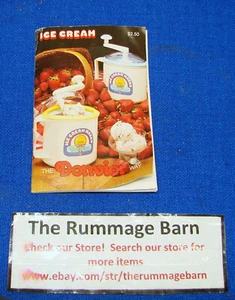 ICE CREAM
$2.50
THE Donvier WAY
The Rummage Barn
Check our Store! Search our store for
more items
www.ebay.com/str/therummagebarn